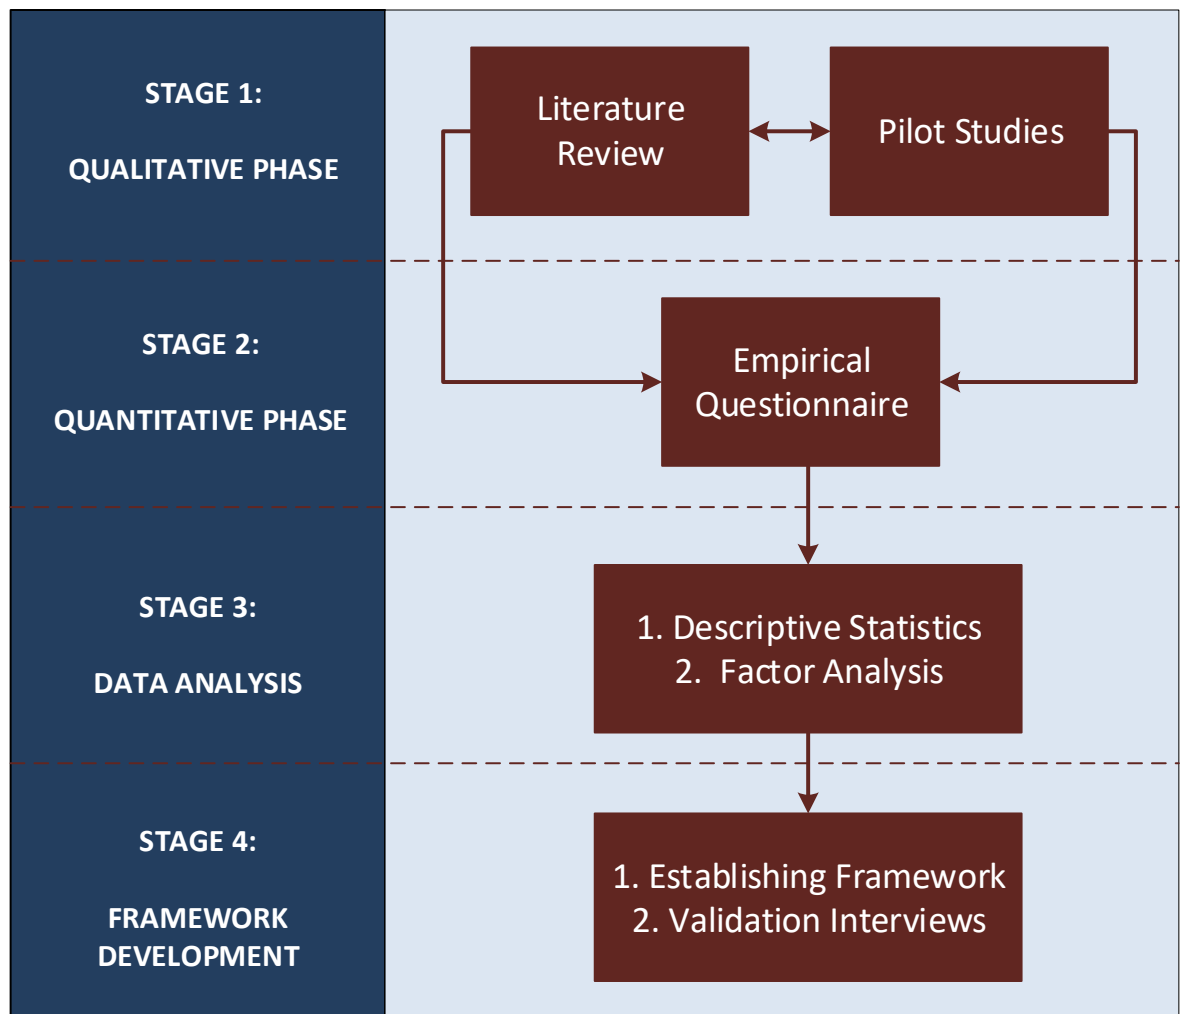 STAGE 1:
QUALITATIVE PHASE
Literature
Review
Pilot Studies
STAGE 2:
QUANTITATIVE PHASE
Empirical
Questionnaire
STAGE 3:
DATA ANALYSIS
1. Descriptive Statistics
2. Factor Analysis
STAGE 4:
FRAMEWORK
DEVELOPMENT
1. Establishing Framework
2. Validation Interviews